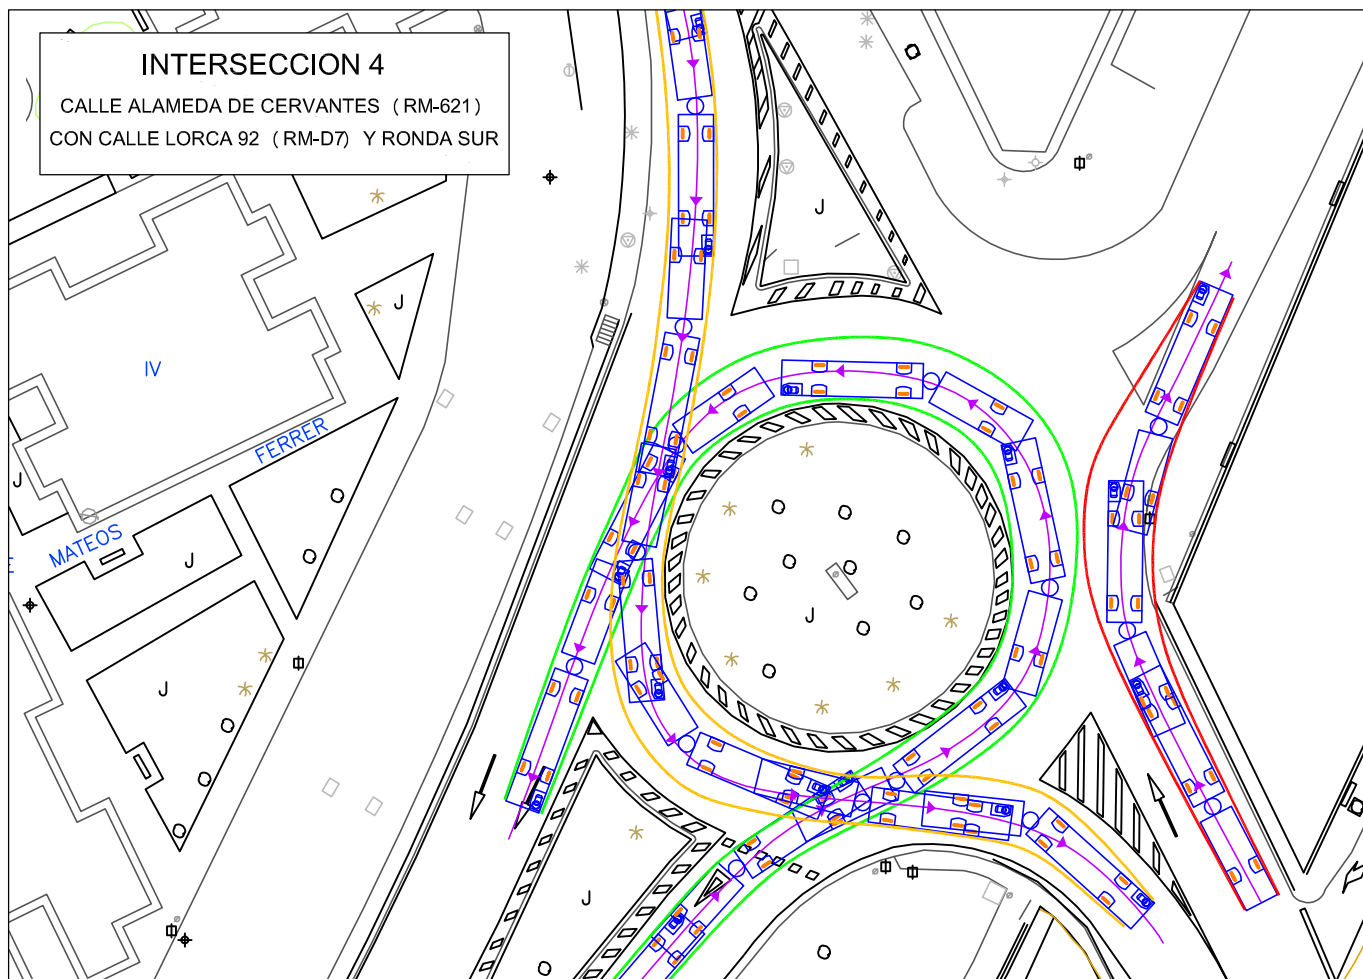 INTERSECCION 4
CALLE ALAMEDA DE CERVANTES (RM-621)
CON CALLE LORCA 92 (RM-D7) Y RONDA SUR
J
J
IV
FERRER
J
MATEOS
J
E
J
J
J